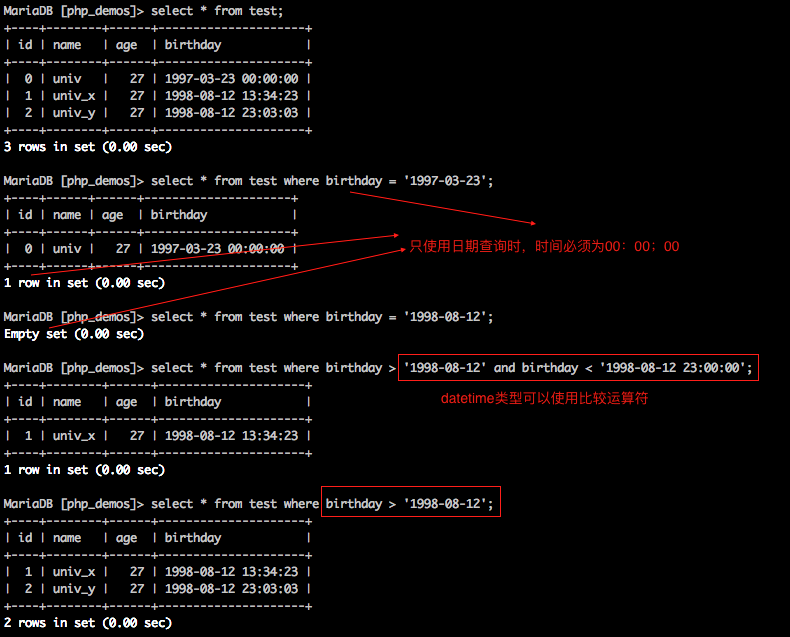 MariaDB [php_demos]> select * from test;
+----+--------+------+---------------------+
| id | name   | age  | birthday            |
+----+--------+------+---------------------+
|  0 | univ   |   27 | 1997-03-23 00:00:00 |
|  1 | univ_x |   27 | 1998-08-12 13:34:23 |
|  2 | univ_y |   27 | 1998-08-12 23:03:03 |
+----+--------+------+---------------------+
3 rows in set (0.00 sec)
MariaDB [php_demos]> select * from test where birthday = '1997-03-23';
+----+------+------+---------------------+
| id | name | age  | birthday            |
+----+------+------+---------------------+
|  0 | univ |   27 | 1997-03-23 00:00:00 |
只使用日期查询时，时间必须为00：00；00
+----+------+------+---------------------+
1 row in set (0.00 sec)
MariaDB [php_demos]> select * from test where birthday = '1998-08-12';
Empty set (0.00 sec)
MariaDB [php_demos]> select * from test where birthday > '1998-08-12' and birthday < '1998-08-12 23:00:00';
+----+--------+------+---------------------+
| id | name   | age  | birthday            |
datetime类型可以使用比较运算符
+----+--------+------+---------------------+
|  1 | univ_x |   27 | 1998-08-12 13:34:23 |
+----+--------+------+---------------------+
1 row in set (0.00 sec)
MariaDB [php_demos]> select * from test where birthday > '1998-08-12';
+----+--------+------+---------------------+
| id | name   | age  | birthday            |
+----+--------+------+---------------------+
|  1 | univ_x |   27 | 1998-08-12 13:34:23 |
|  2 | univ_y |   27 | 1998-08-12 23:03:03 |
+----+--------+------+---------------------+
2 rows in set (0.00 sec)